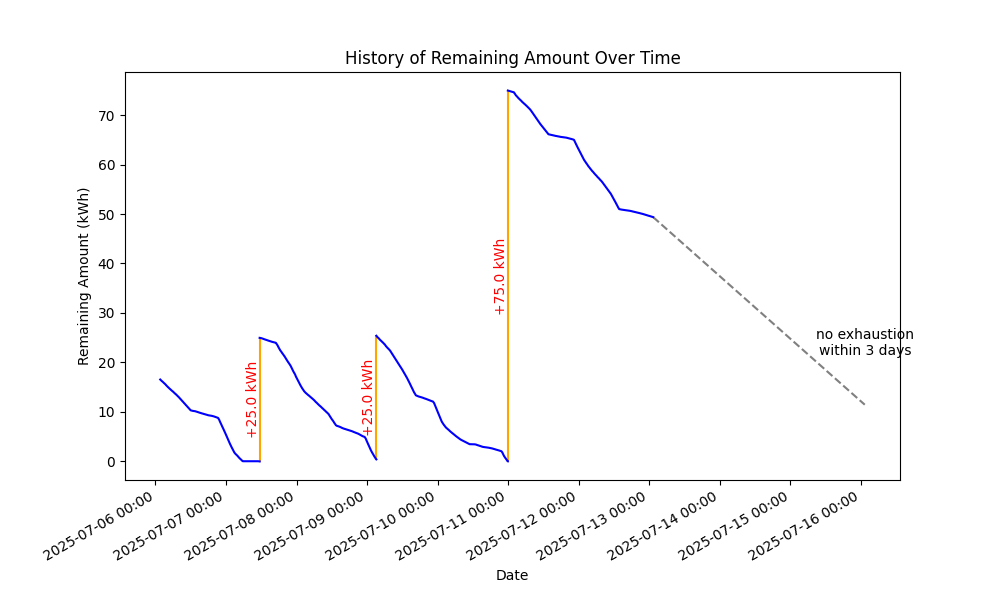 History of Remaining Amount Over Time
Remaining Amount (kWh)
70
60
50
40
30
20
10
0
+25.0 kWh
+25.0 kWh
+75.0 kWh
no exhaustion
within 3 days
2025-07-06 00:00
2025-07-07 00:00
2025-07-08 00:00
2025-07-09 00:00
2025-07-10 00:00
2025-07-11 00:00
2025-07-12 00:00
2025-07-13 00:00
2025-07-14 00:00
2025-07-15 00:00
2025-07-16 00:00
Date